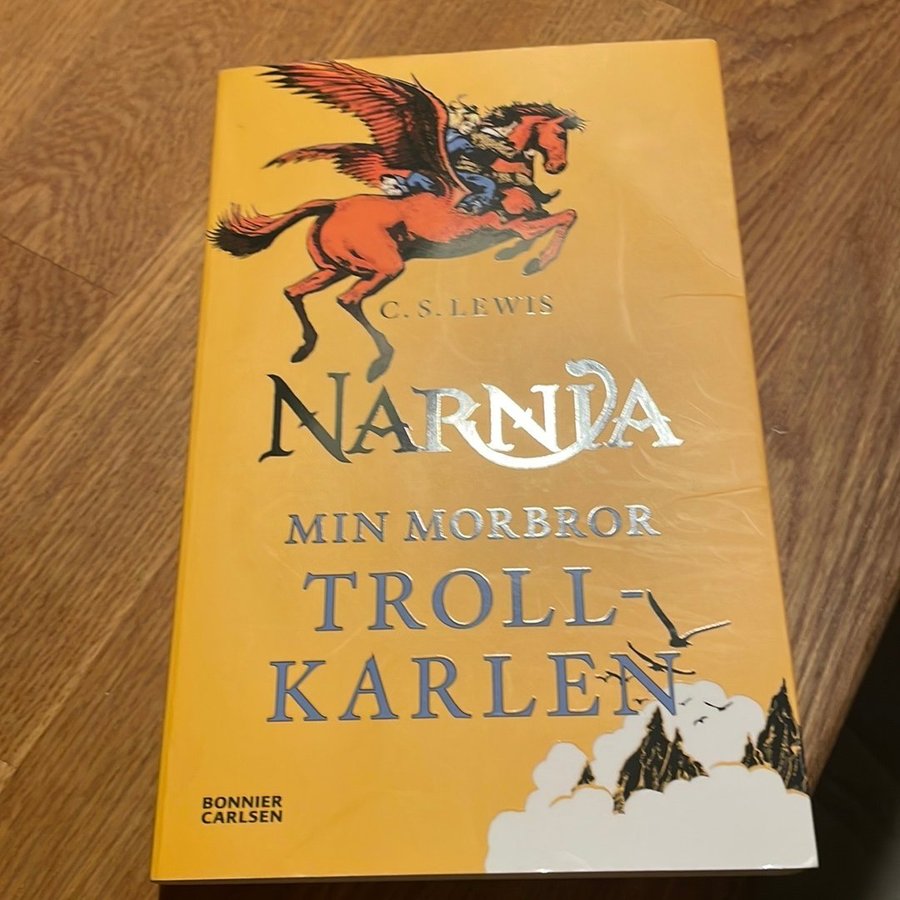 C. S. LEWIS
NARNIA
MIN MORBROR
TROLL-
KARLEN
BONNIER
CARLSEN